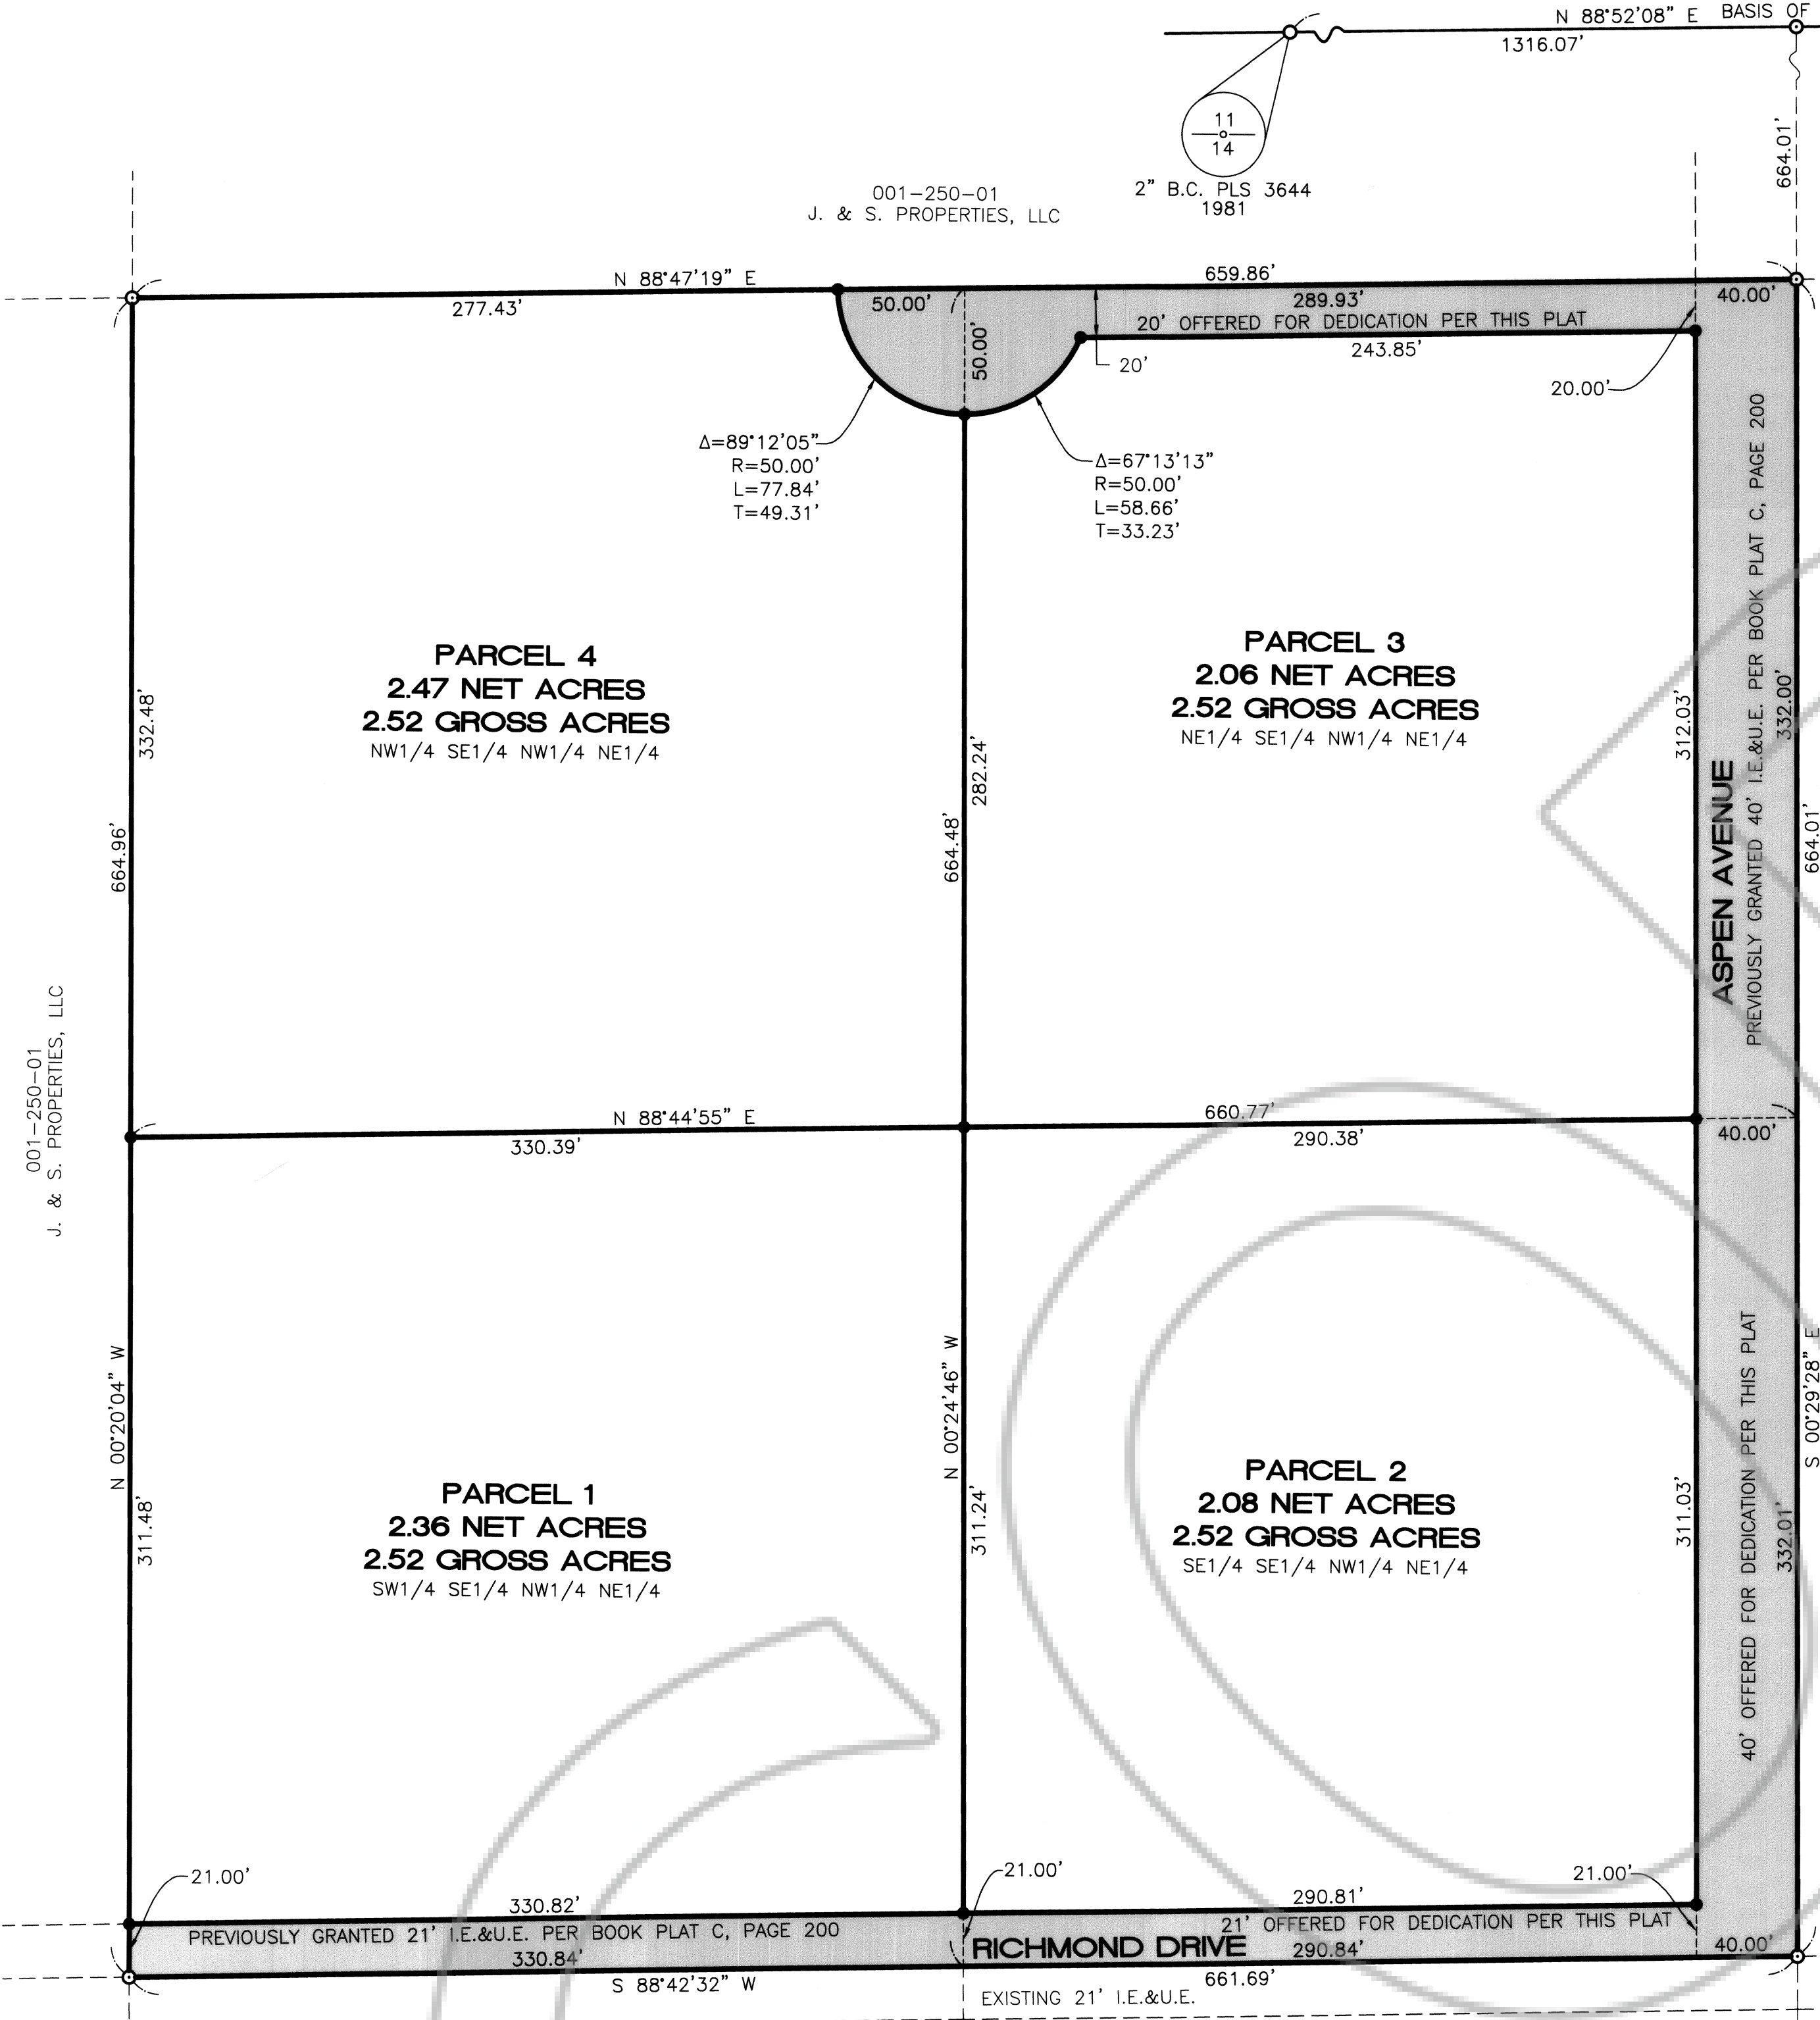 N 88°52'08" E BASIS OF
1316.07'
11
14
2" B.C. PLS 3644
1981
664.01'
001-250-01
J. & S. PROPERTIES, LLC
N 88°47'19" E
277.43'
659.86'
50.00'
289.93'
40.00'
20' OFFERED FOR DEDICATION PER THIS PLAT
243.85'
50.00'
20'
20.00'
Δ=89°12'05"
R=50.00'
L=77.84'
T=49.31'
Δ=67°13'13"
R=50.00'
L=58.66'
T=33.23'
PARCEL 4
2.47 NET ACRES
2.52 GROSS ACRES
NW1/4 SE1/4 NW1/4 NE1/4
PARCEL 3
2.06 NET ACRES
2.52 GROSS ACRES
NE1/4 SE1/4 NW1/4 NE1/4
332.48'
664.96'
282.24'
664.48'
312.03'
332.00'
664.01'
ASPEN AVENUE
PREVIOUSLY GRANTED 40' I.E.&U.E. PER BOOK PLAT C, PAGE 200
001-250-01
J. & S. PROPERTIES, LLC
N 88°44'55" E
330.39'
660.77'
290.38'
40.00'
N 00°20'04" W
311.48'
N 00°24'46" W
311.24'
311.03'
40' OFFERED FOR DEDICATION PER THIS PLAT
332.01'
S 00°29'28" E
PARCEL 1
2.36 NET ACRES
2.52 GROSS ACRES
SW1/4 SE1/4 NW1/4 NE1/4
PARCEL 2
2.08 NET ACRES
2.52 GROSS ACRES
SE1/4 SE1/4 NW1/4 NE1/4
21.00'
21.00'
21.00'
330.82'
290.81'
PREVIOUSLY GRANTED 21' I.E.&U.E. PER BOOK PLAT C, PAGE 200
21' OFFERED FOR DEDICATION PER THIS PLAT
RICHMOND DRIVE
330.84'
290.84'
40.00'
S 88°42'32" W
661.69'
EXISTING 21' I.E.&U.E.